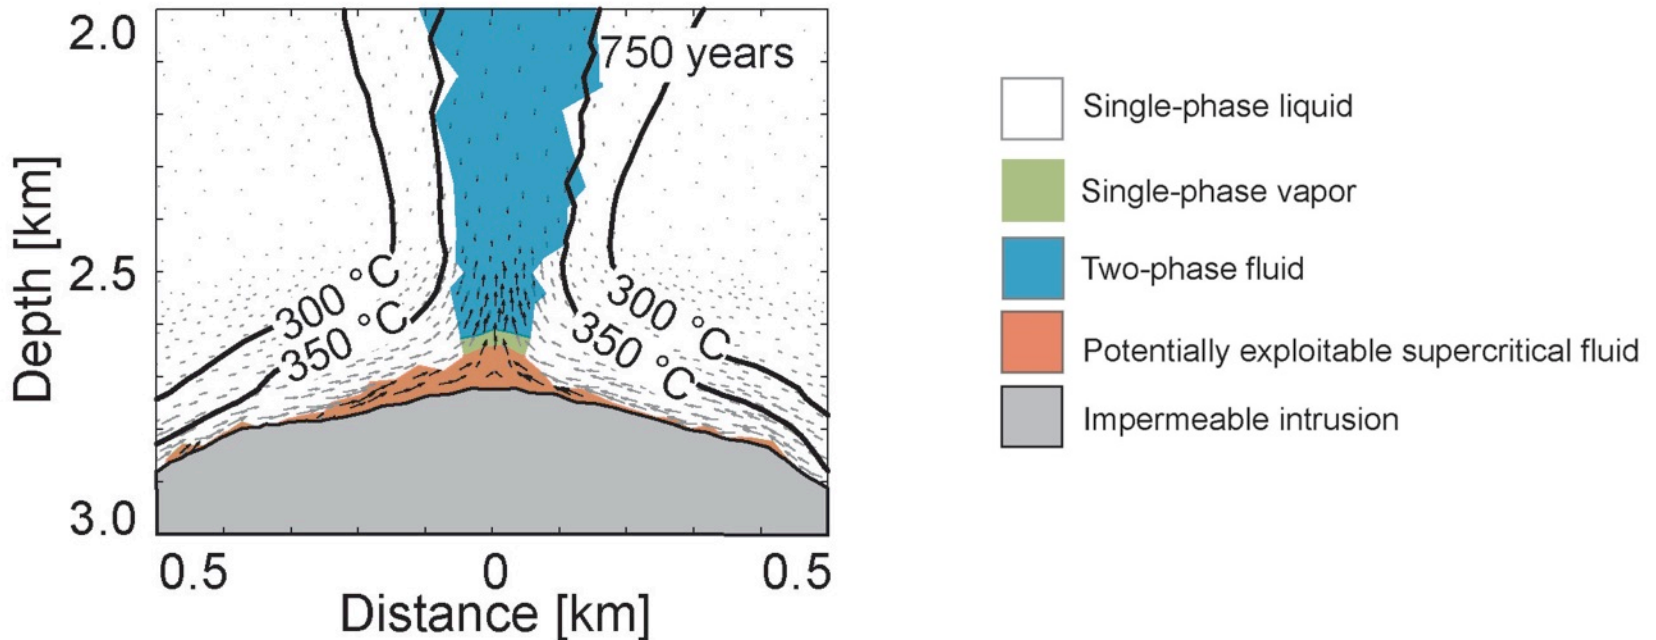 2.0
750 years
2.5
3.0
Depth [km]
300 °C
350 °C
300 °C
350 °C
0.5
0
0.5
Distance [km]
Single-phase liquid
Single-phase vapor
Two-phase fluid
Potentially exploitable supercritical fluid
Impermeable intrusion